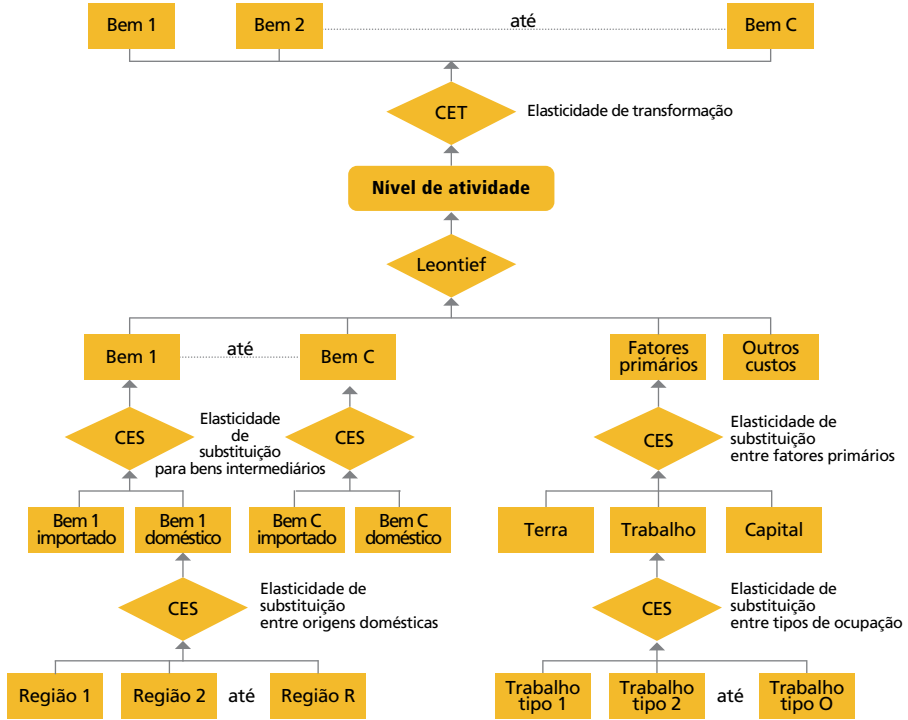 Bem 1
Bem 2
até
Bem C
CET
Elasticidade de transformação
Nível de atividade
Leontief
Bem 1
até
Bem C
Fatores
primários
Outros
custos
CES
Elasticidade
de
substituição
para bens intermediários
CES
CES
Elasticidade de
substituição
entre fatores primários
Bem 1
importado
Bem 1
doméstico
Bem C
importado
Bem C
doméstico
Terra
Trabalho
Capital
CES
Elasticidade de
substituição
entre origens domésticas
CES
Elasticidade de
substituição
entre tipos de ocupação
Região 1
Região 2
até
Região R
Trabalho
tipo 1
Trabalho
tipo 2
até
Trabalho
tipo O